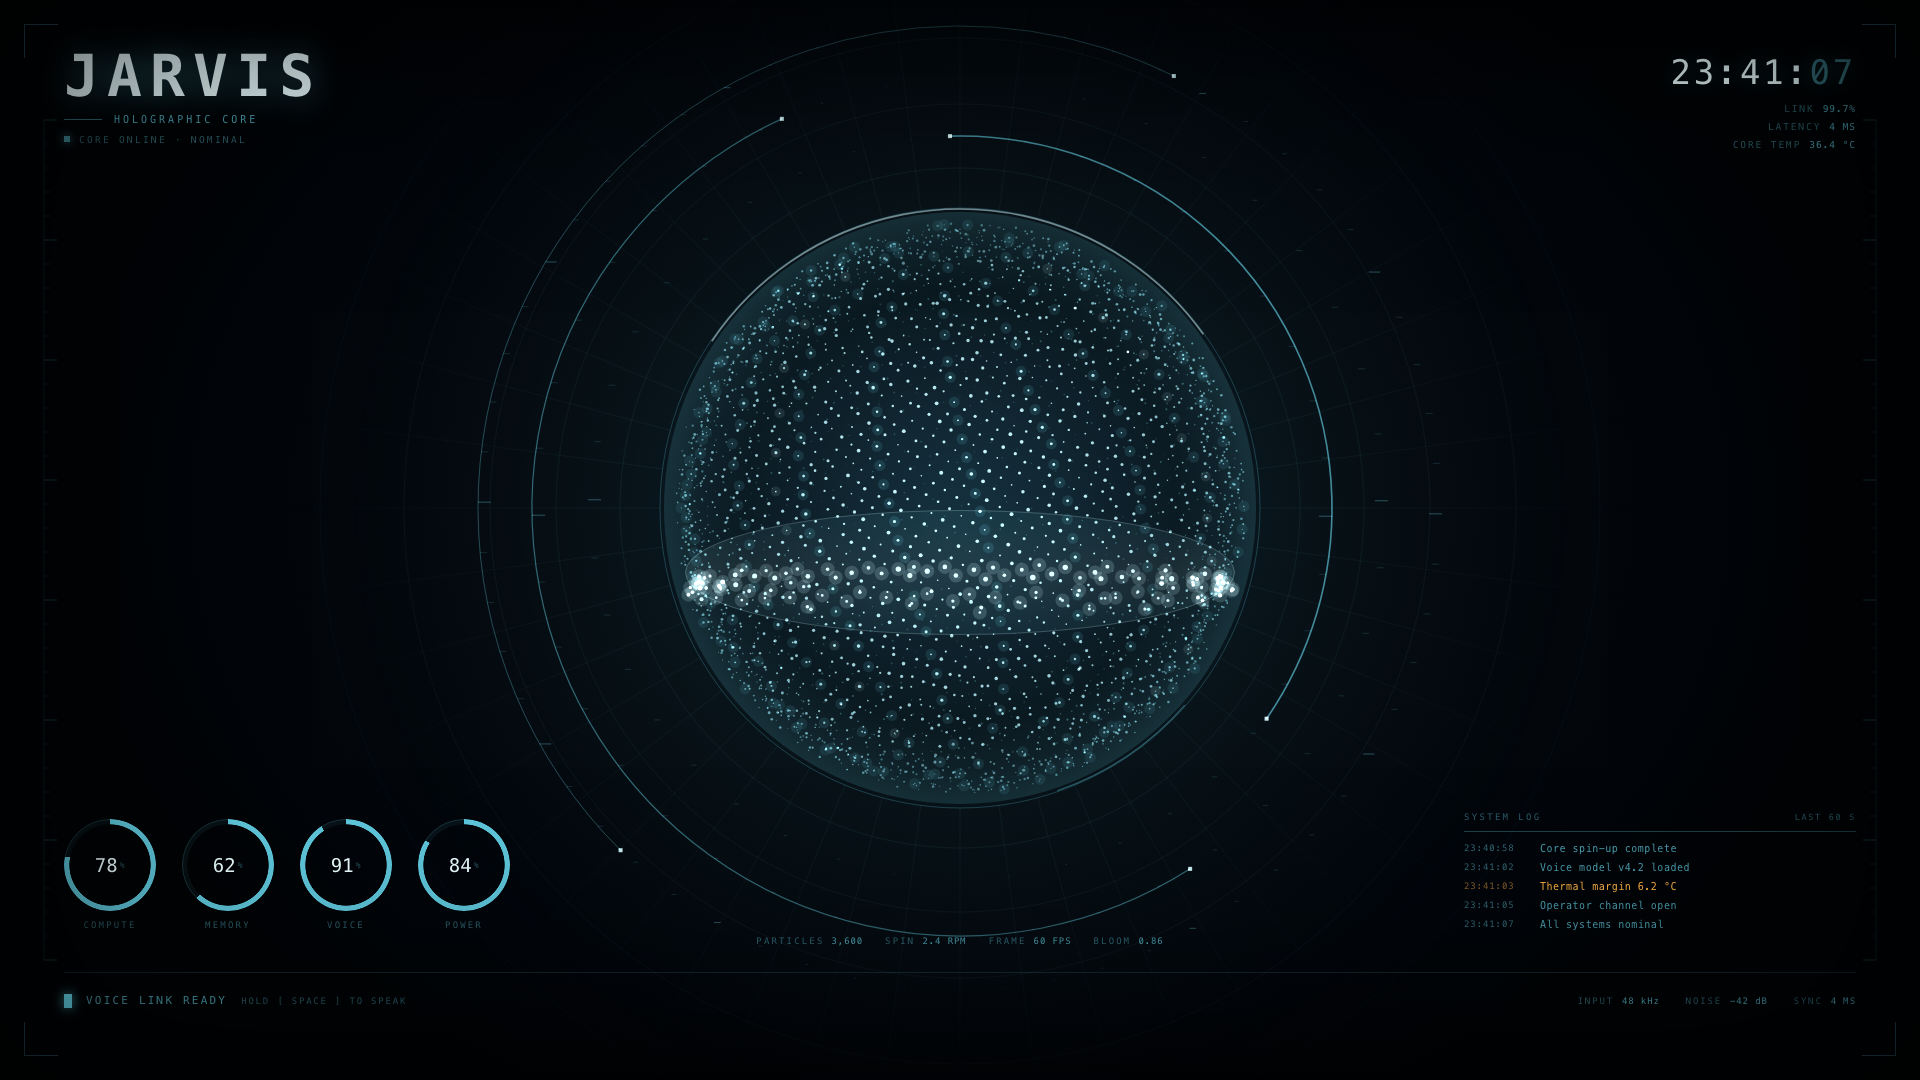 JARVIS
HOLOGRAPHIC CORE
CORE ONLINE · NOMINAL
23:41:07
LINK 99.7%
LATENCY 4 MS
CORE TEMP 36.4 °C
78%
COMPUTE
62%
MEMORY
91%
VOICE
84%
POWER
SYSTEM LOG LAST 60 S
23:40:58 Core spin-up complete
23:41:02 Voice model v4.2 loaded
23:41:03 Thermal margin 6.2 °C
23:41:05 Operator channel open
23:41:07 All systems nominal
PARTICLES 3,600 SPIN 2.4 RPM FRAME 60 FPS BLOOM 0.86
VOICE LINK READY HOLD [ SPACE ] TO SPEAK
INPUT 48 kHz NOISE −42 dB SYNC 4 MS